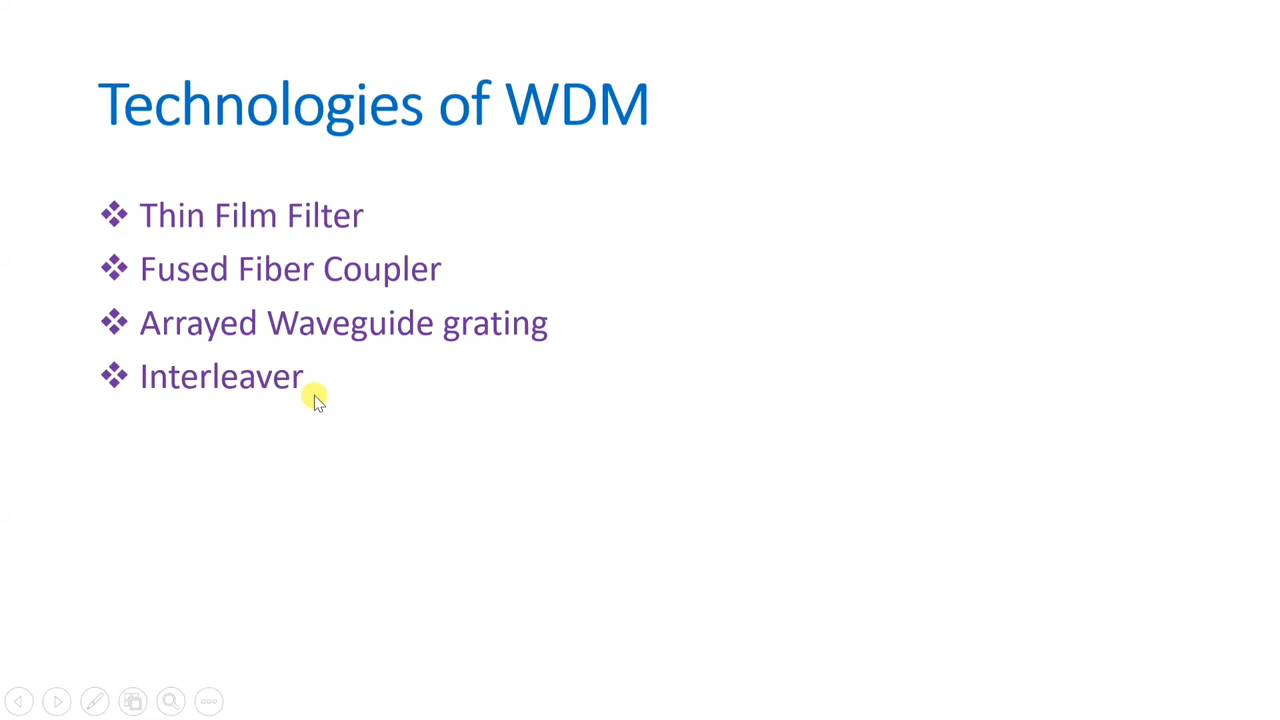 Technologies of WDM
Thin Film Filter
Fused Fiber Coupler
Arrayed Waveguide grating
Interleaver